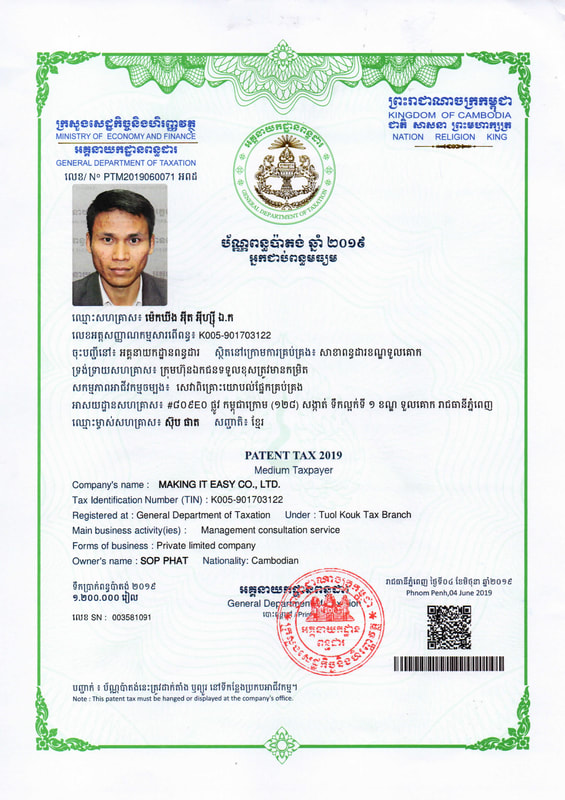 ព្រះរាជាណាចក្រកម្ពុជា
KINGDOM OF CAMBODIA
ជាតិ សាសនា ព្រះមហាក្សត្រ
NATION RELIGION KING
ក្រសួងសេដ្ឋកិច្ចនិងហិរញ្ញវត្ថុ
MINISTRY OF ECONOMY AND FINANCE
អគ្គនាយកដ្ឋានពន្ធដារ
GENERAL DEPARTMENT OF TAXATION
លេខ/ Nº PTM2019060071 អពដ
អគ្គនាយកដ្ឋានពន្ធដារ
GENERAL DEPARTMENT OF TAXATION
ប័ណ្ណពន្ធប៉ាតង់ ឆ្នាំ ២០១៩
អ្នកជាប់ពន្ធមធ្យម
ឈ្មោះសហគ្រាស៖ ម៉េកឃីង អ៊ីត អ៊ីហ្ស៊ី ឯ.ក
លេខអត្តសញ្ញាណកម្មសារពើពន្ធ៖ K005-901703122
ចុះបញ្ជីនៅ៖ អគ្គនាយកដ្ឋានពន្ធដារ ស្ថិតនៅក្រោមការគ្រប់គ្រង៖ សាខាពន្ធដារខណ្ឌទួលគោក
ទ្រង់ទ្រាយសហគ្រាស៖ ក្រុមហ៊ុនឯកជនទទួលខុសត្រូវមានកម្រិត
សកម្មភាពអាជីវកម្មចម្បង៖ សេវាពិគ្រោះយោបល់ផ្នែកគ្រប់គ្រង
អាសយដ្ឋានសហគ្រាស៖ #៨០៩E0 ផ្លូវ កម្ពុជាក្រោម (១២៨) សង្កាត់ ទឹកល្អក់ទី ១ ខណ្ឌ ទួលគោក រាជធានីភ្នំពេញ
ឈ្មោះម្ចាស់សហគ្រាស៖ ស៊ុប ផាត សញ្ជាតិ៖ ខ្មែរ
PATENT TAX 2019
Medium Taxpayer
Company's name : MAKING IT EASY CO., LTD.
Tax Identification Number (TIN) : K005-901703122
Registered at : General Department of Taxation Under : Tuol Kouk Tax Branch
Main business activity(ies) : Management consultation service
Forms of business : Private limited company
Owner's name : SOP PHAT Nationality: Cambodian
ទឹកប្រាក់ពន្ធប៉ាតង់ ២០១៩
១.២០០.០០០ រៀល
លេខ SN : 003581091
អគ្គនាយកដ្ឋានពន្ធដារ
General Department of Taxation
រាជធានីភ្នំពេញ ថ្ងៃទី០៤ ខែមិថុនា ឆ្នាំ២០១៩
Phnom Penh,04 June 2019
អគ្គនាយកដ្ឋាន
ពន្ធដារ
បញ្ជាក់ : ប័ណ្ណប៉ាតង់នេះត្រូវដាក់តាំង ឬព្យួរ នៅទីកន្លែងប្រកបអាជីវកម្ម។
Note : This patent tax must be hanged or displayed at the company's office.